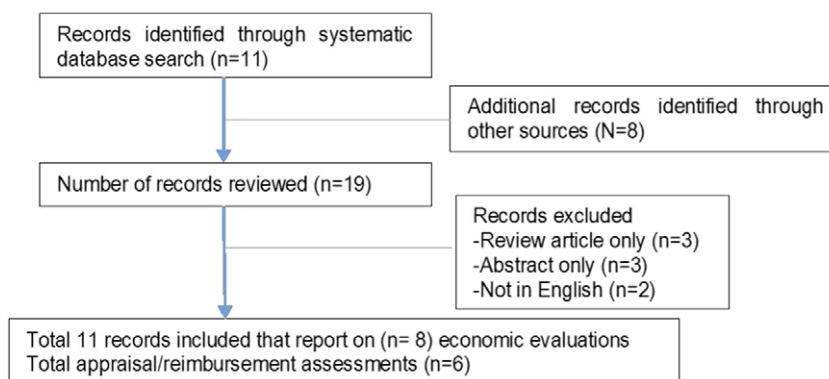 Records identified through systematic
database search (n=11)
Additional records identified through
other sources (N=8)
Number of records reviewed (n=19)
Records excluded
-Review article only (n=3)
-Abstract only (n=3)
-Not in English (n=2)
Total 11 records included that report on (n= 8) economic evaluations
Total appraisal/reimbursement assessments (n=6)